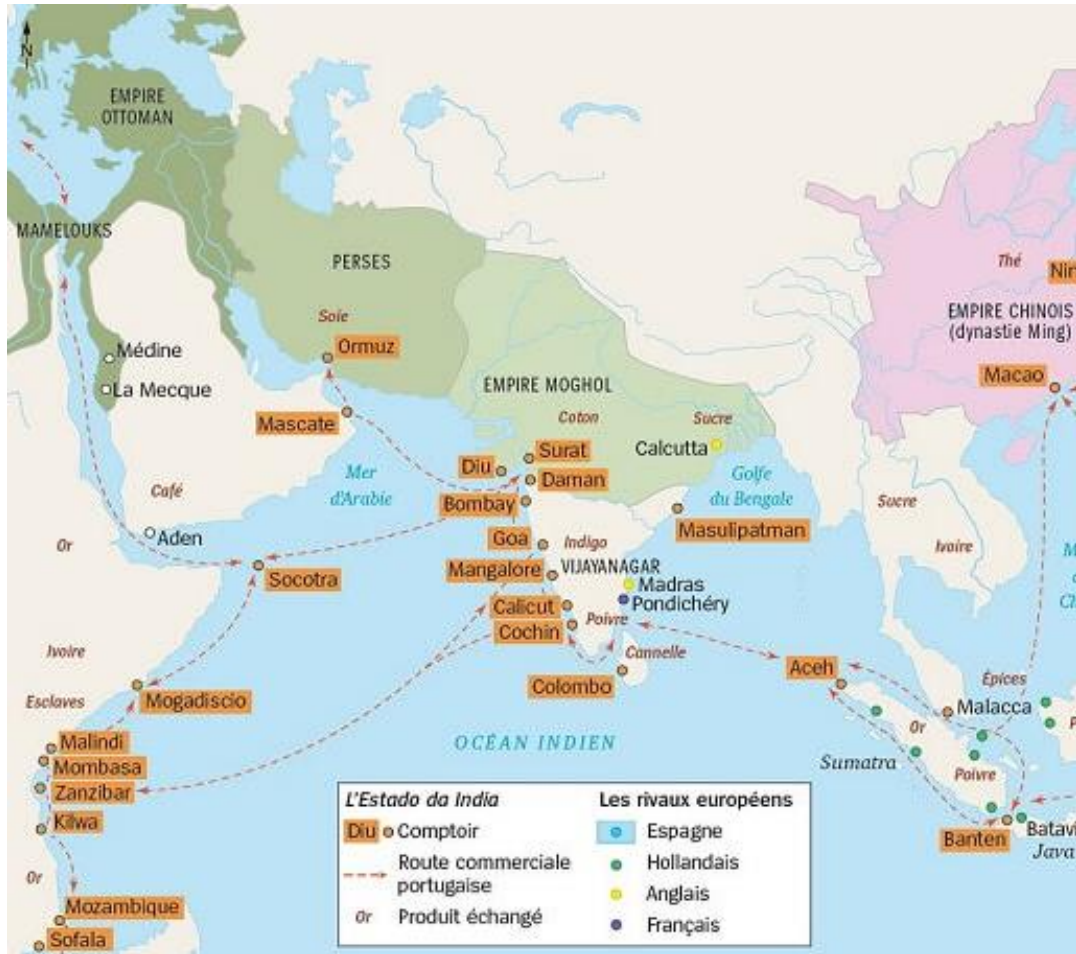 N
EMPIRE
OTTOMAN
MAMELOUKS
PERSES
Thé
Nin
EMPIRE CHINOIS
(dynastie Ming)
Soie
Ormuz
Médine
La Mecque
EMPIRE MOGHOL
Macao
Mascate
Coton
Sucre
Calcutta
Surat
Diu
Daman
Mer
d'Arabie
Golfe
du Bengale
Bombay
Café
Sucre
Masulipatman
Aden
Or
Goa
Indigo
Ivoire
Socotra
Mangalore
VIJAYANAGAR
Madras
Calicut
Pondichéry
Poivre
Cochin
Ivoire
Cannelle
Aceh
Colombo
Épices
Esclaves
Mogadiscio
Malacca
Or
Malindi
OCÉAN INDIEN
Mombasa
Sumatra
Zanzibar
Poivre
Kilwa
Banten
Batavi
Java
Or
Mozambique
Sofala
L'Estado da India
Diu
Comptoir
Route commerciale
portugaise
Or
Produit échangé
Les rivaux européens
Espagne
Hollandais
Anglais
Français